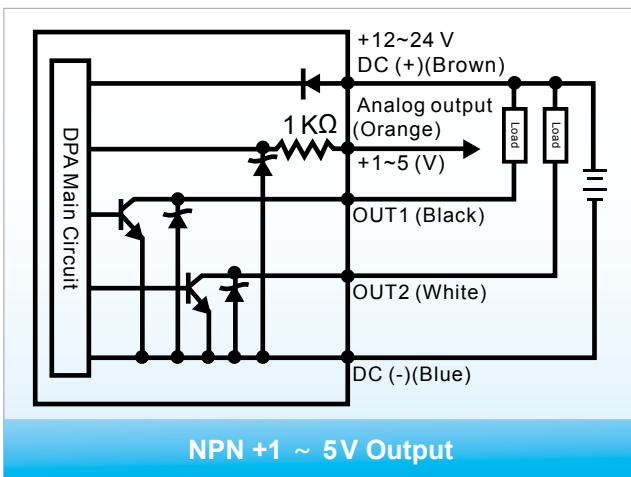 +12~24 V
DC (+)(Brown)
Analog output
(Orange)
1 KΩ
+1~5 (V)
Load
Load
DPA Main Circuit
OUT1 (Black)
OUT2 (White)
DC (-)(Blue)
NPN +1 ~ 5V Output